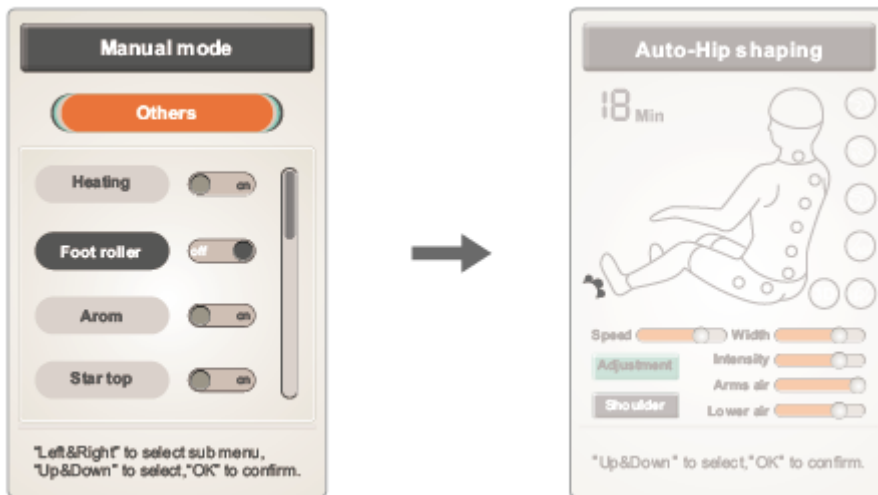 Manual mode
Others
Heating
on
Foot roller
off
Arom
on
Star top
on
"Left&Right" to select sub menu,
"Up&Down" to select,"OK" to confirm.
Auto-Hip shaping
18 Min
Speed
Width
Adjustment
Intensity
Arms air
Shoulder
Lower air
"Up&Down" to select,"OK" to confirm.